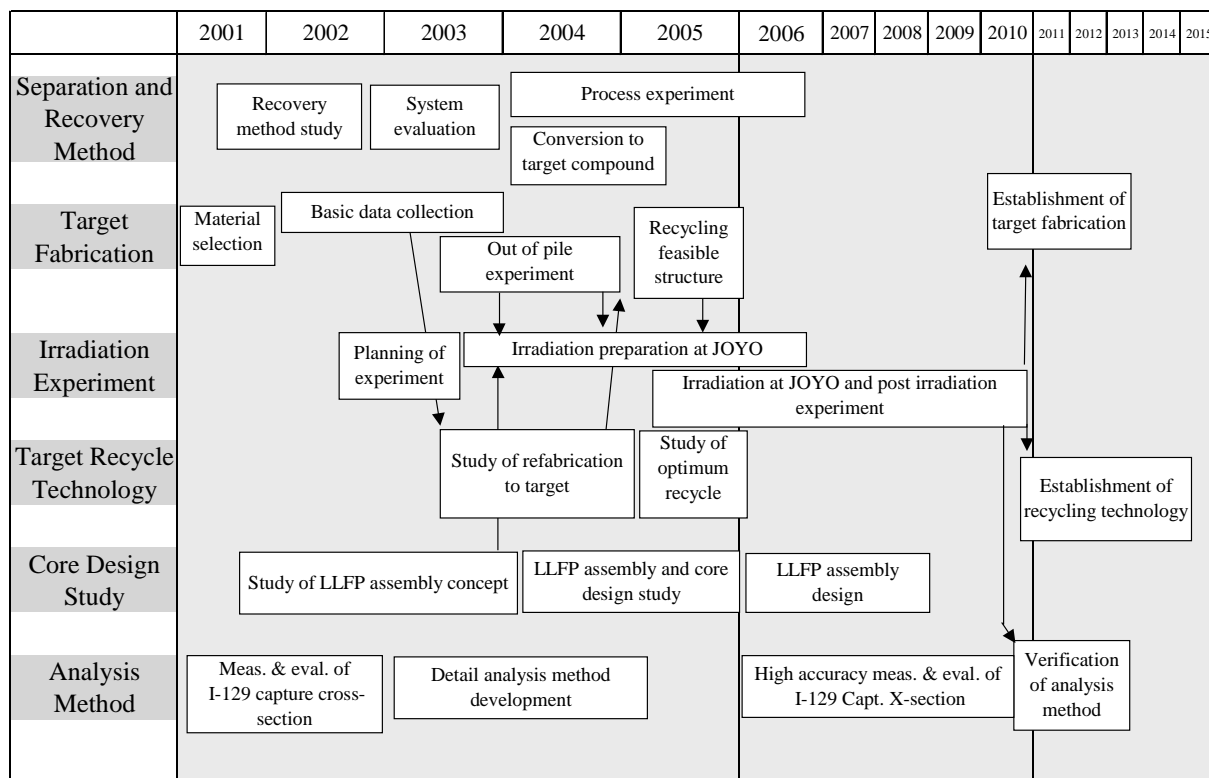 2001 2002 2003 2004 2005 2006 2007 2008 2009 2010 2011 2012 2013 2014 2015
Separation and
Recovery
Method
Recovery
method study
System
evaluation
Process experiment
Conversion to
target compound
Target
Fabrication
Material
selection
Basic data collection
Out of pile
experiment
Recycling
feasible
structure
Establishment of
target fabrication
Irradiation
Experiment
Planning of
experiment
Irradiation preparation at JOYO
Irradiation at JOYO and post irradiation
experiment
Target Recycle
Technology
Study of refabrication
to target
Study of
optimum
recycle
Establishment of
recycling technology
Core Design
Study
Study of LLFP assembly concept
LLFP assembly and core
design study
LLFP assembly
design
Analysis
Method
Meas. & eval. of
I-129 capture cross-
section
Detail analysis method
development
High accuracy meas. & eval. of
I-129 Capt. X-section
Verification
of analysis
method